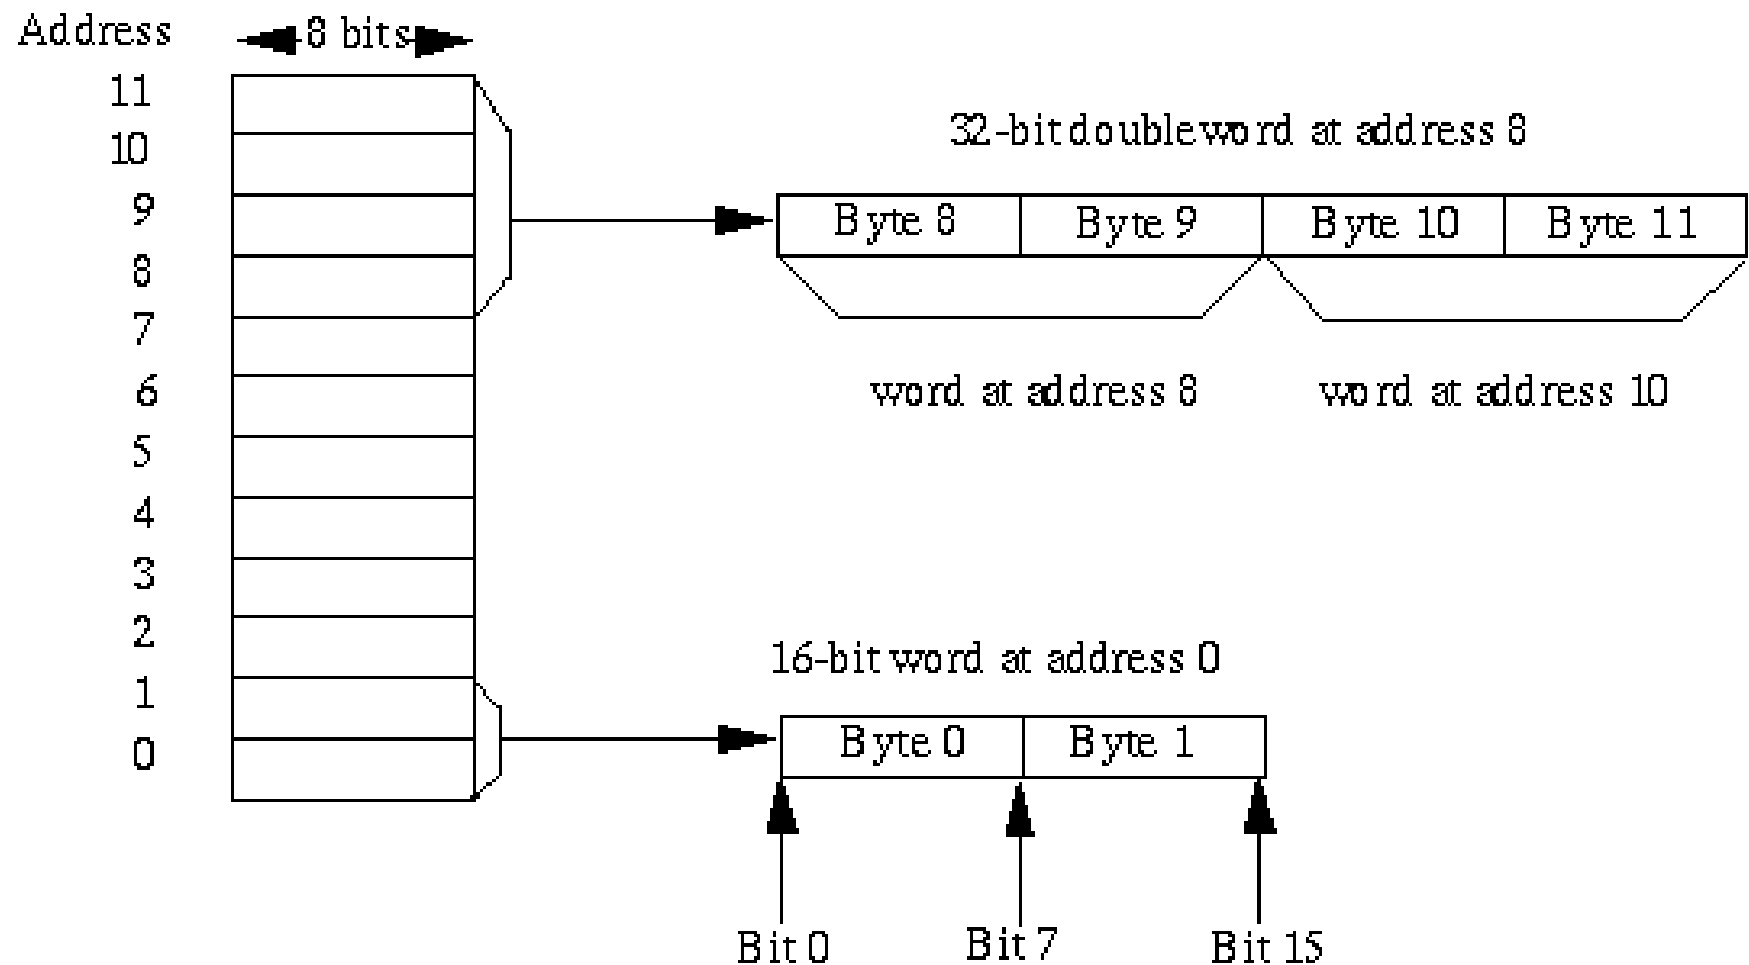 Address
8 bits
11
10
9
8
7
6
5
4
3
2
1
0
32-bit doubleword at address 8
Byte 8 Byte 9 Byte 10 Byte 11
word at address 8 word at address 10
16-bit word at address 0
Byte 0 Byte 1
Bit 0 Bit 7 Bit 15